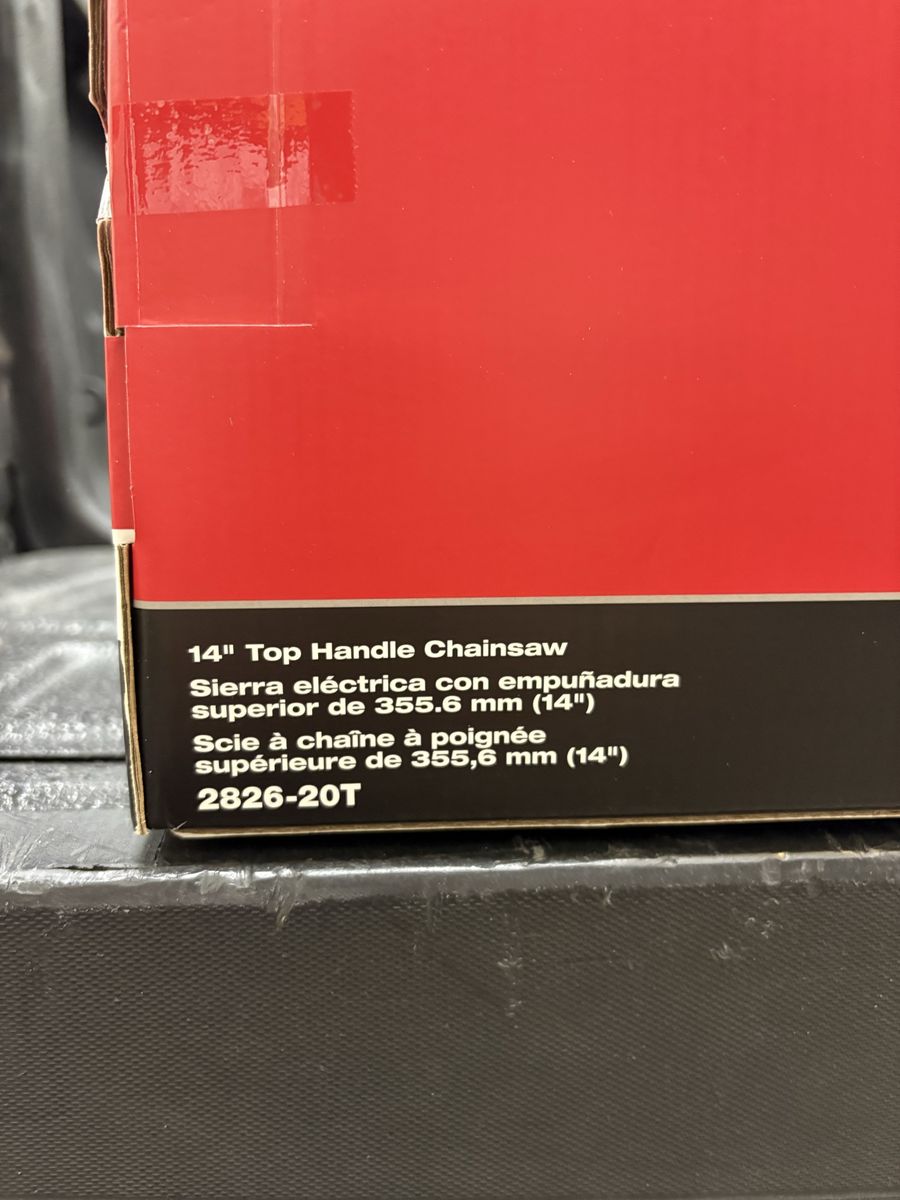 14" Top Handle Chainsaw
Sierra eléctrica con empuñadura
superior de 355.6 mm (14")
Scie à chaîne à poignée
supérieure de 355,6 mm (14")
2826-20T